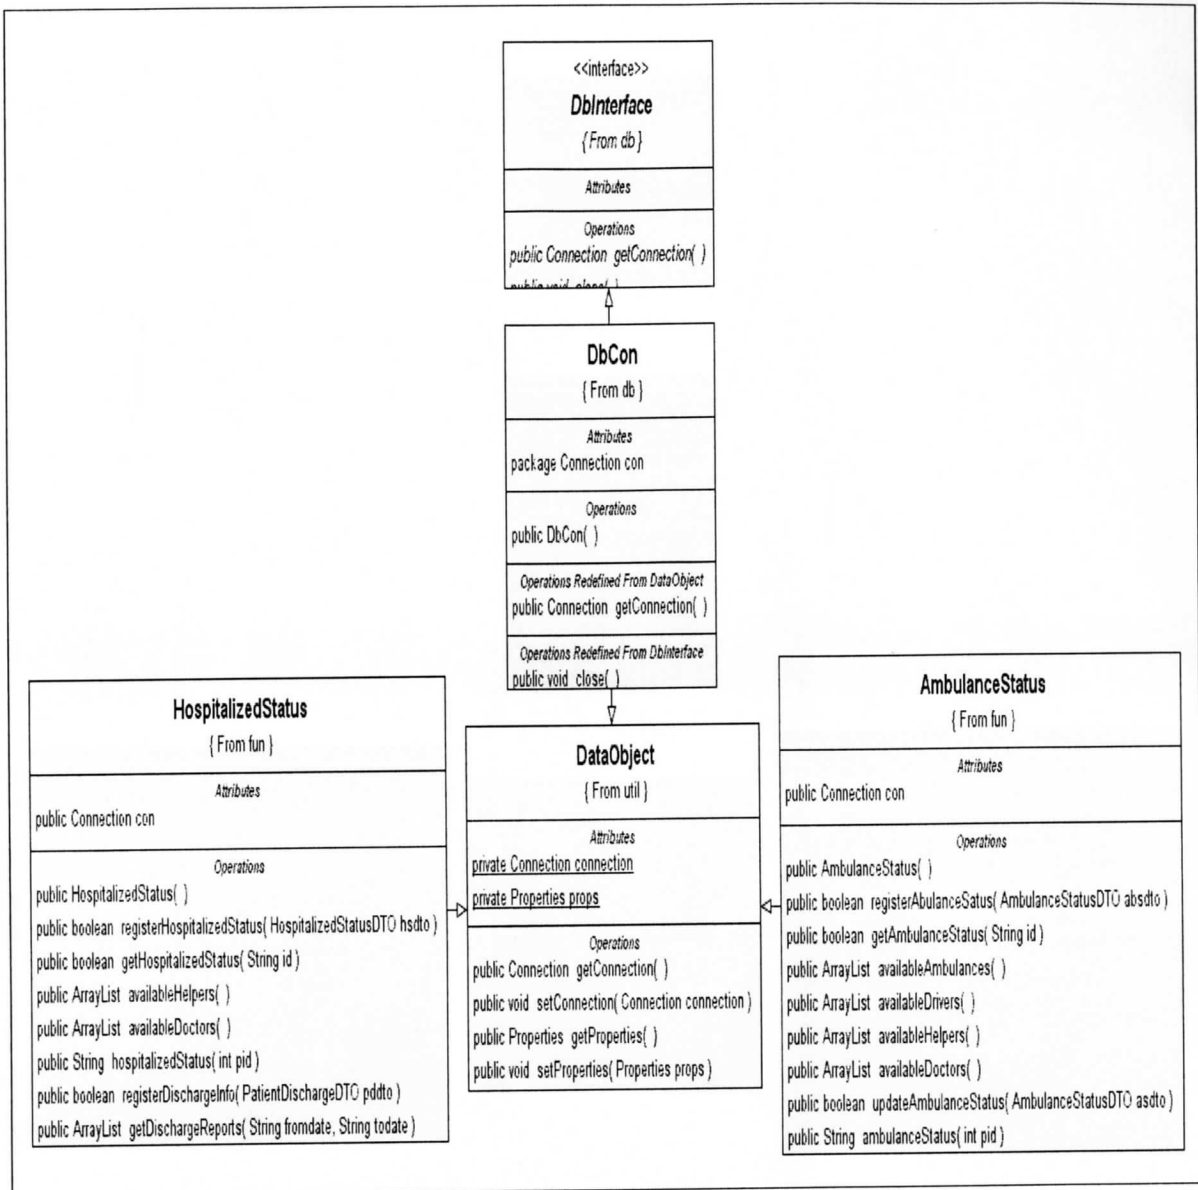 <<interface>>
DbInterface
{ From db }
Attributes
Operations
public Connection getConnection( )
public void close( )
DbCon
{ From db }
Attributes
package Connection con
Operations
public DbCon( )
Operations Redefined From DataObject
public Connection getConnection( )
Operations Redefined From DbInterface
public void close( )
HospitalizedStatus
{ From fun }
Attributes
public Connection con
Operations
public HospitalizedStatus( )
public boolean registerHospitalizedStatus( HospitalizedStatusDTO hsdto )
public boolean getHospitalizedStatus( String id )
public ArrayList availableHelpers( )
public ArrayList availableDoctors( )
public String hospitalizedStatus( int pid )
public boolean registerDischargeInfo( PatientDischargeDTO pddto )
public ArrayList getDischargeReports( String fromdate, String todate )
DataObject
{ From util }
Attributes
private Connection connection
private Properties props
Operations
public Connection getConnection( )
public void setConnection( Connection connection )
public Properties getProperties( )
public void setProperties( Properties props )
AmbulanceStatus
{ From fun }
Attributes
public Connection con
Operations
public AmbulanceStatus( )
public boolean registerAbulanceSatus( AmbulanceStatusDTO absdto )
public boolean getAmbulanceStatus( String id )
public ArrayList availableAmbulances( )
public ArrayList availableDrivers( )
public ArrayList availableHelpers( )
public ArrayList availableDoctors( )
public boolean updateAmbulanceStatus( AmbulanceStatusDTO asdto )
public String ambulanceStatus( int pid )